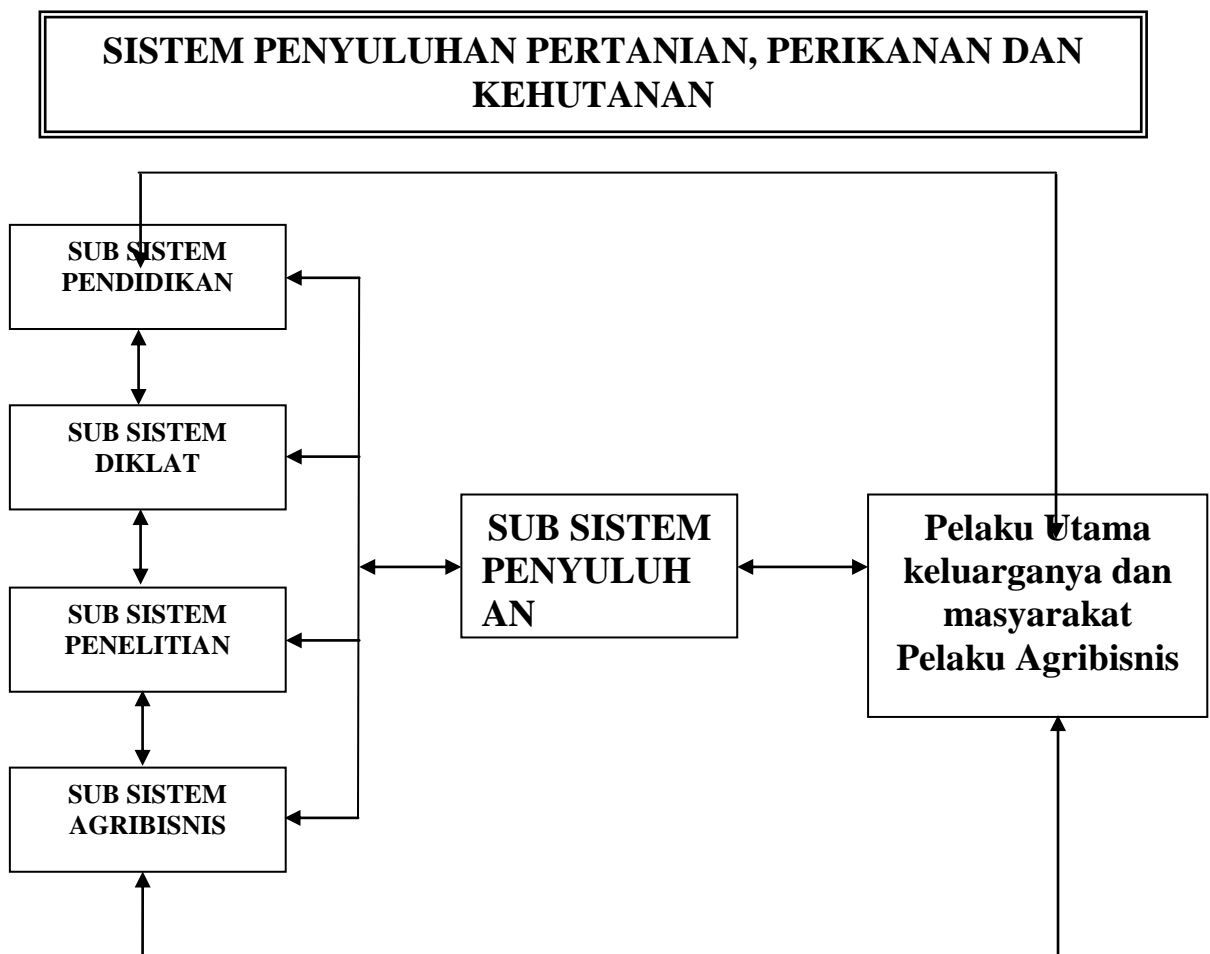 SISTEM PENYULUHAN PERTANIAN, PERIKANAN DAN
KEHUTANAN
SUB SISTEM
PENDIDIKAN
SUB SISTEM
DIKLAT
SUB SISTEM
PENELITIAN
SUB SISTEM
AGRIBISNIS
SUB SISTEM
PENYULUH
AN
Pelaku Utama
keluarganya dan
masyarakat
Pelaku Agribisnis